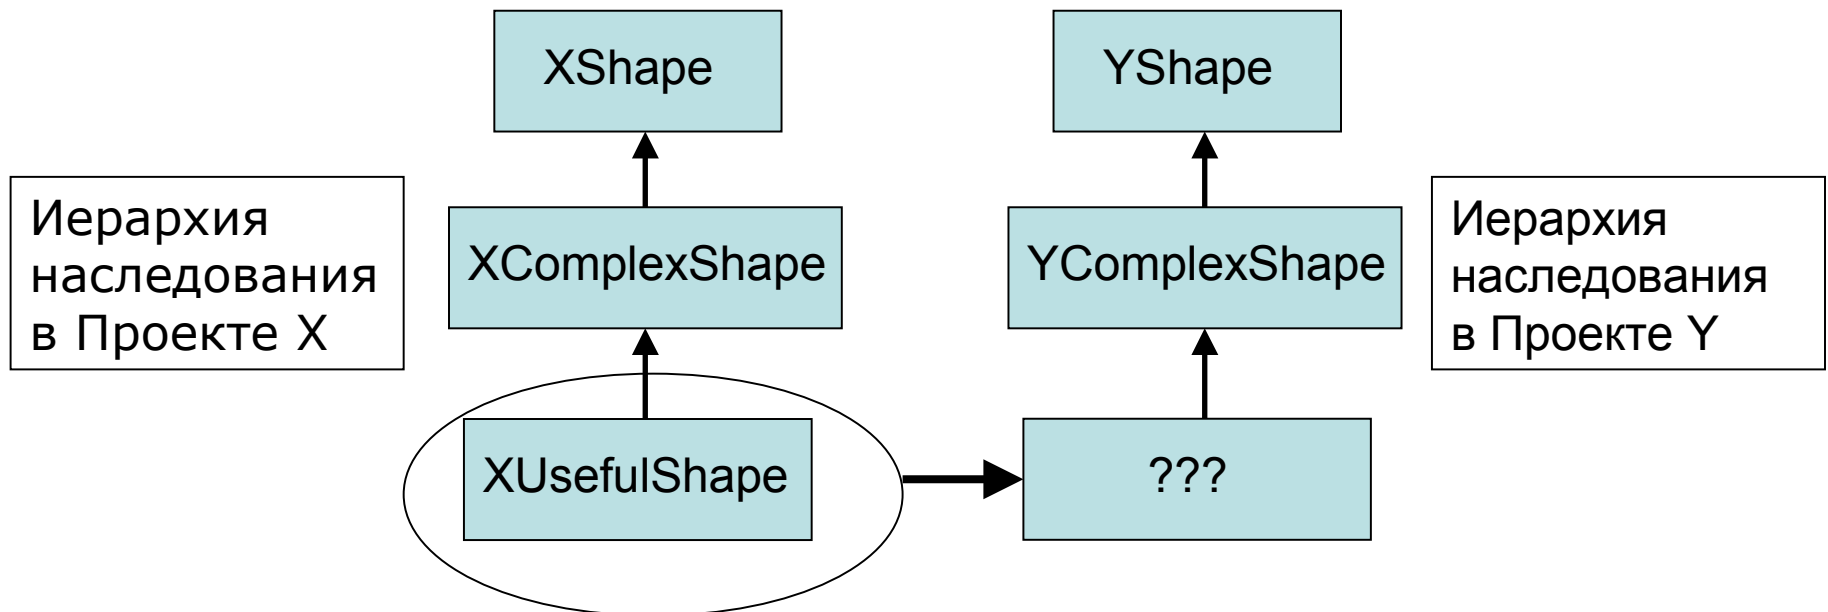 XShape
YShape
Иерархия
наследования
в Проекте X
XComplexShape
YComplexShape
Иерархия
наследования
в Проекте Y
XUsefulShape
???